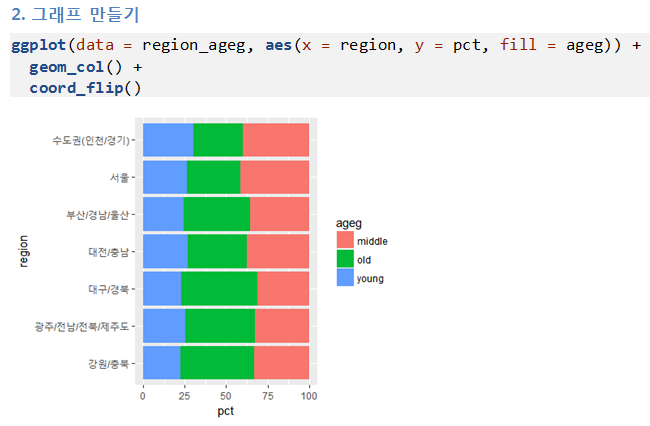 2. 그래프 만들기
ggplot(data = region_ageg, aes(x = region, y = pct, fill = ageg)) +
  geom_col() +
  coord_flip()
수도권(인천/경기)
서울
부산/경남/울산
대전/충남
대구/경북
광주/전남/전북/제주도
강원/충북
region
0 25 50 75 100
pct
ageg
middle
old
young